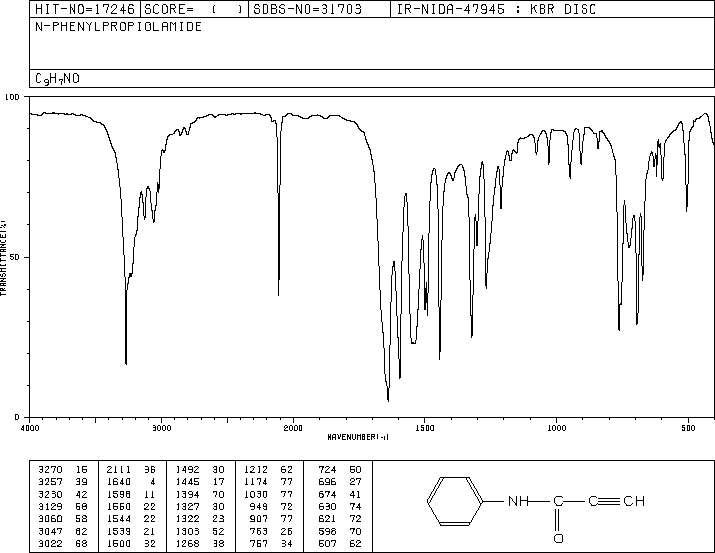 HIT-NO=17246 SCORE= ( ) SDBS-NO=31703 IR-NIDA-47945 : KBR DISC
N-PHENYLPROPIOLAMIDE
C₉H₇NO
100
50
0
TRANSMITTANCE(%)
4000 3000 2000 1500 1000 500
WAVENUMBER(-1)
3270 16 2111 36 1492 30 1212 62 724 50
3257 39 1640 4 1445 17 1174 77 696 27
3230 42 1598 11 1394 70 1030 77 674 41
3129 60 1560 22 1327 30 949 72 630 74
3060 58 1544 22 1322 23 907 77 621 72
3047 62 1539 21 1303 52 763 26 598 70
3022 68 1500 32 1268 38 757 34 507 62
NH C C CH
O